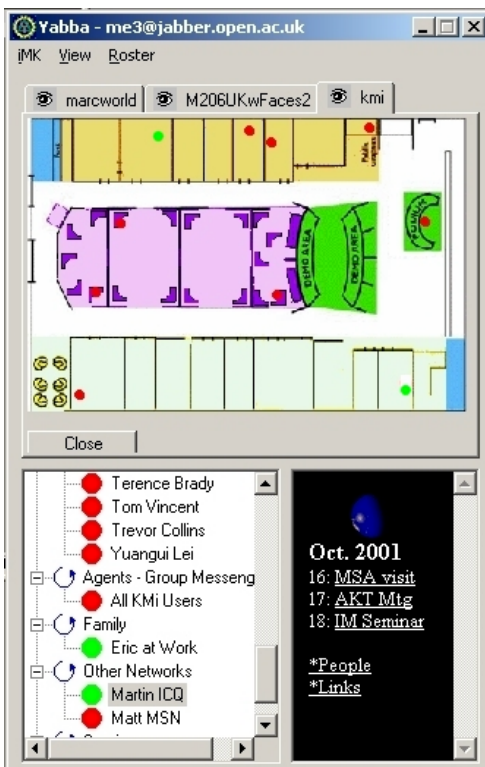 Yabba - me3@jabber.open.ac.uk
iMK View Roster
marcworld M206UKwFaces2 kmi
DEMO AREA
DEMO AREA
PODIUM
Close
Terence Brady
Tom Vincent
Trevor Collins
Yuangui Lei
Agents - Group Messeng
All KMi Users
Family
Eric at Work
Other Networks
Martin ICQ
Matt MSN
Oct. 2001
16: MSA visit
17: AKT Mtg
18: IM Seminar
*People
*Links